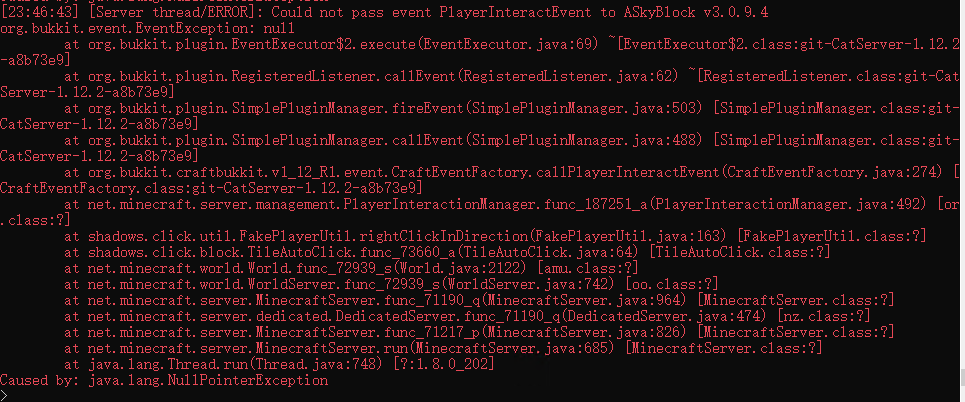 [23:46:43] [Server thread/ERROR]: Could not pass event PlayerInteractEvent to ASkyBlock v3.0.9.4
org.bukkit.event.EventException: null
at org.bukkit.plugin.EventExecutor$2.execute(EventExecutor.java:69) ~[EventExecutor$2.class:git-CatServer-1.12.2
-a8b73e9]
at org.bukkit.plugin.RegisteredListener.callEvent(RegisteredListener.java:62) ~[RegisteredListener.class:git-Cat
Server-1.12.2-a8b73e9]
at org.bukkit.plugin.SimplePluginManager.fireEvent(SimplePluginManager.java:503) [SimplePluginManager.class:git-
CatServer-1.12.2-a8b73e9]
at org.bukkit.plugin.SimplePluginManager.callEvent(SimplePluginManager.java:488) [SimplePluginManager.class:git-
CatServer-1.12.2-a8b73e9]
at org.bukkit.craftbukkit.v1_12_R1.event.CraftEventFactory.callPlayerInteractEvent(CraftEventFactory.java:274) [
CraftEventFactory.class:git-CatServer-1.12.2-a8b73e9]
at net.minecraft.server.management.PlayerInteractionManager.func_187251_a(PlayerInteractionManager.java:492) [or
.class:?]
at shadows.click.util.FakePlayerUtil.rightClickInDirection(FakePlayerUtil.java:163) [FakePlayerUtil.class:?]
at shadows.click.block.TileAutoClick.func_73660_a(TileAutoClick.java:64) [TileAutoClick.class:?]
at net.minecraft.world.World.func_72939_s(World.java:2122) [amu.class:?]
at net.minecraft.world.WorldServer.func_72939_s(WorldServer.java:742) [oo.class:?]
at net.minecraft.server.MinecraftServer.func_71190_q(MinecraftServer.java:964) [MinecraftServer.class:?]
at net.minecraft.server.dedicated.DedicatedServer.func_71190_q(DedicatedServer.java:474) [nz.class:?]
at net.minecraft.server.MinecraftServer.func_71217_p(MinecraftServer.java:826) [MinecraftServer.class:?]
at net.minecraft.server.MinecraftServer.run(MinecraftServer.java:685) [MinecraftServer.class:?]
at java.lang.Thread.run(Thread.java:748) [?:1.8.0_202]
Caused by: java.lang.NullPointerException
>